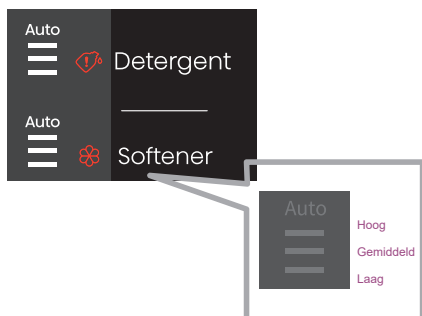 Auto
Detergent
Auto
Softener
Auto
Hoog
Gemiddeld
Laag